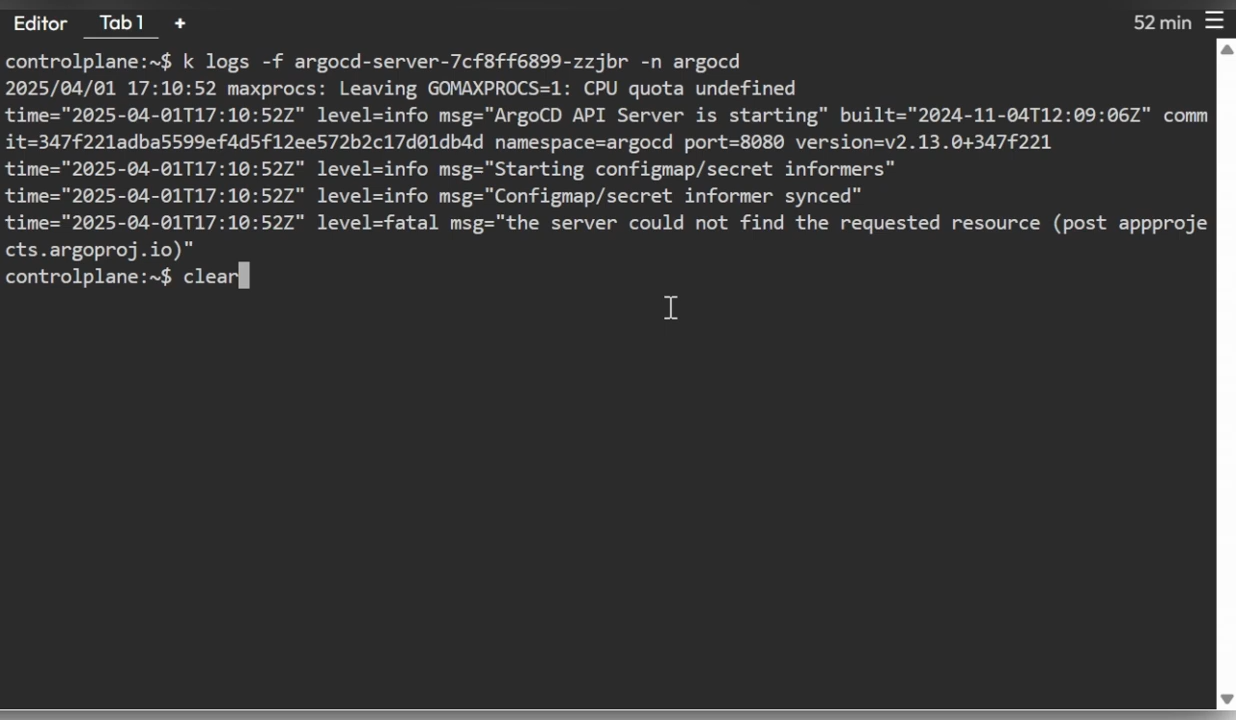 Editor Tab 1 + 52 min
controlplane:~$ k logs -f argocd-server-7cf8ff6899-zzjbr -n argocd
2025/04/01 17:10:52 maxprocs: Leaving GOMAXPROCS=1: CPU quota undefined
time="2025-04-01T17:10:52Z" level=info msg="ArgoCD API Server is starting" built="2024-11-04T12:09:06Z" comm
it=347f221adba5599ef4d5f12ee572b2c17d01db4d namespace=argocd port=8080 version=v2.13.0+347f221
time="2025-04-01T17:10:52Z" level=info msg="Starting configmap/secret informers"
time="2025-04-01T17:10:52Z" level=info msg="Configmap/secret informer synced"
time="2025-04-01T17:10:52Z" level=fatal msg="the server could not find the requested resource (post appproje
cts.argoproj.io)"
controlplane:~$ clear